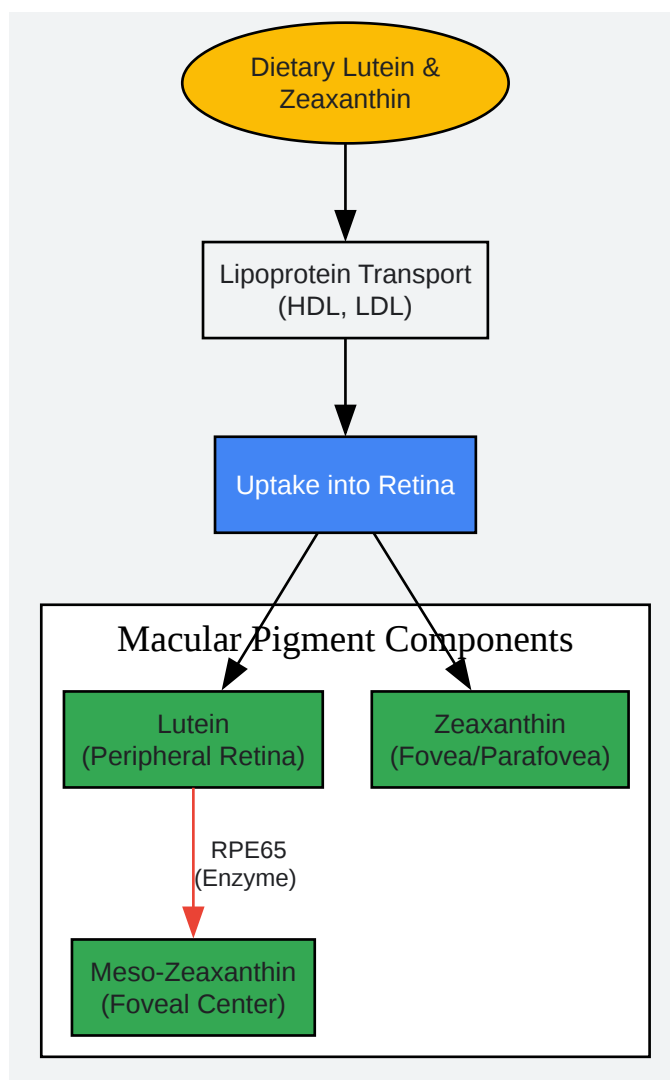 Dietary Lutein &
Zeaxanthin
Lipoprotein Transport
(HDL, LDL)
Uptake into Retina
Macular Pigment Components
Lutein
(Peripheral Retina)
Zeaxanthin
(Fovea/Parafovea)
RPE65
(Enzyme)
Meso-Zeaxanthin
(Foveal Center)